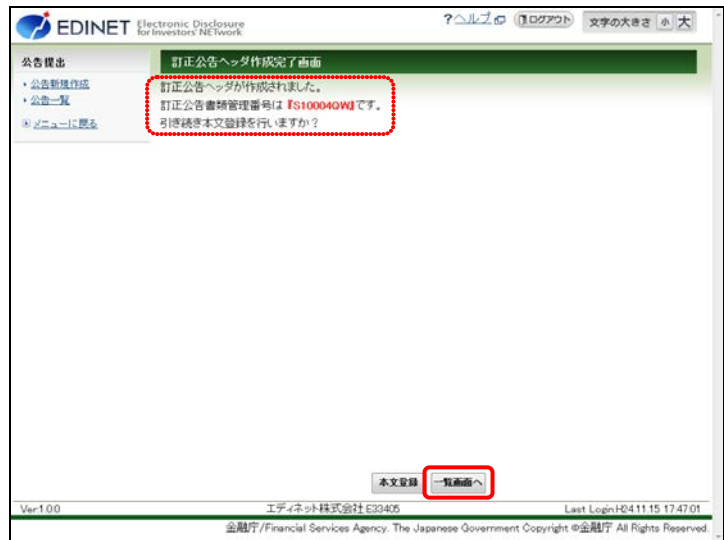 EDINET Electronic Disclosure for Investors' NETwork
?ヘルプ ログアウト 文字の大きさ 小 大
公告提出
公告新規作成
公告一覧
メニューに戻る
訂正公告ヘッダ作成完了画面
訂正公告ヘッダが作成されました。
訂正公告書類管理番号は『S10004QW』です。
引き続き本文登録を行いますか？
本文登録 一覧画面へ
Ver1.0.0 エディネット株式会社 E33405 Last Login:H24.11.15 17:47:01
金融庁/Financial Services Agency. The Japanese Government Copyright ©金融庁 All Rights Reserved.